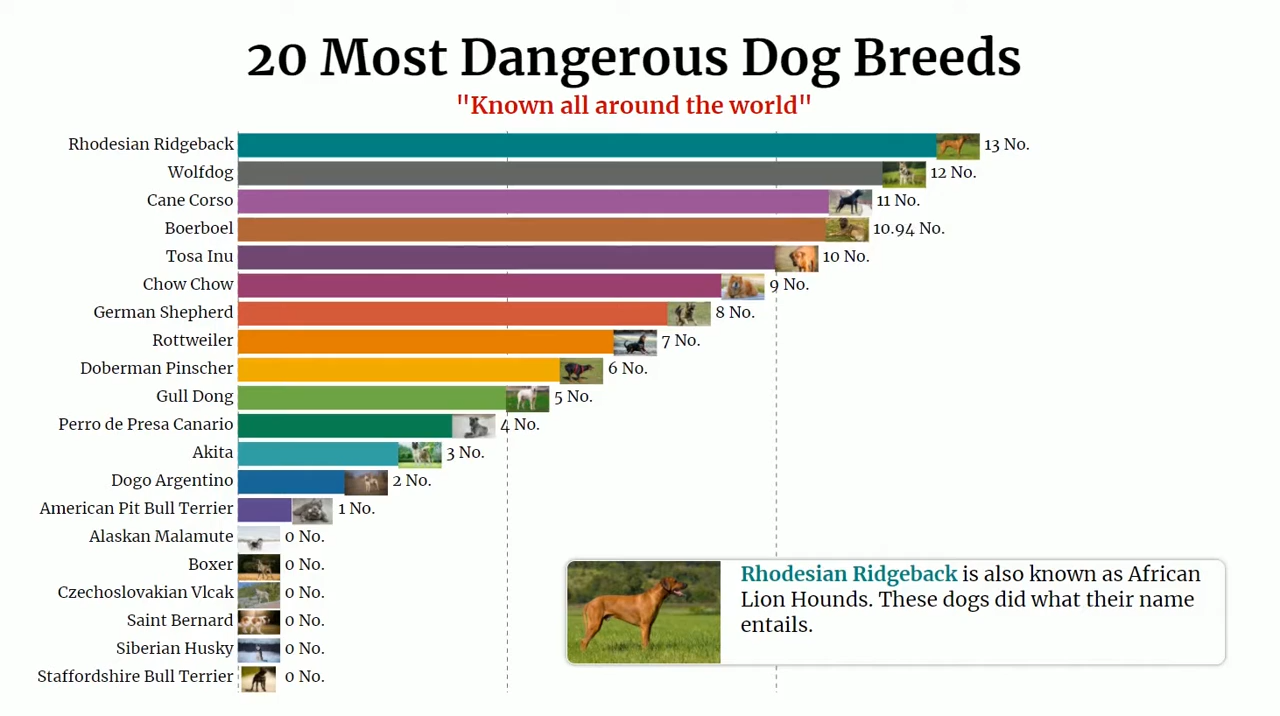 20 Most Dangerous Dog Breeds
"Known all around the world"
Rhodesian Ridgeback 13 No.
Wolfdog 12 No.
Cane Corso 11 No.
Boerboel 10.94 No.
Tosa Inu 10 No.
Chow Chow 9 No.
German Shepherd 8 No.
Rottweiler 7 No.
Doberman Pinscher 6 No.
Gull Dong 5 No.
Perro de Presa Canario 4 No.
Akita 3 No.
Dogo Argentino 2 No.
American Pit Bull Terrier 1 No.
Alaskan Malamute 0 No.
Boxer 0 No.
Czechoslovakian Vlcak 0 No.
Saint Bernard 0 No.
Siberian Husky 0 No.
Staffordshire Bull Terrier 0 No.
Rhodesian Ridgeback is also known as African
Lion Hounds. These dogs did what their name
entails.